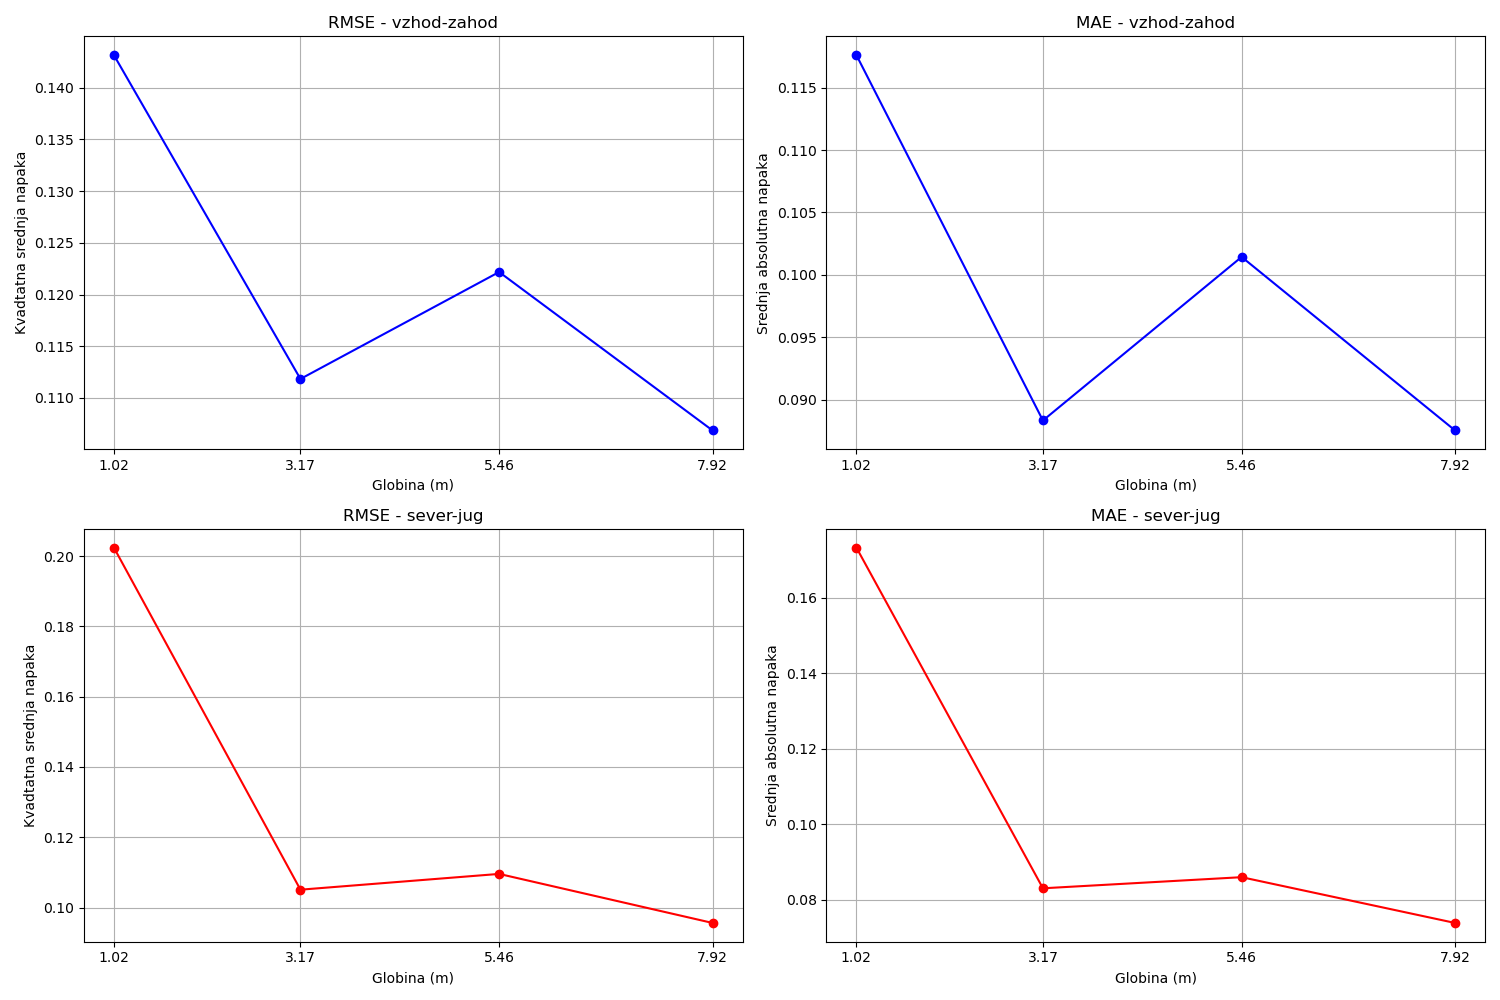 RMSE - vzhod-zahod
Kvadtatna srednja napaka
0.140
0.135
0.130
0.125
0.120
0.115
0.110
1.02 3.17 5.46 7.92
Globina (m)
MAE - vzhod-zahod
Srednja absolutna napaka
0.115
0.110
0.105
0.100
0.095
0.090
1.02 3.17 5.46 7.92
Globina (m)
RMSE - sever-jug
Kvadtatna srednja napaka
0.20
0.18
0.16
0.14
0.12
0.10
1.02 3.17 5.46 7.92
Globina (m)
MAE - sever-jug
Srednja absolutna napaka
0.16
0.14
0.12
0.10
0.08
1.02 3.17 5.46 7.92
Globina (m)